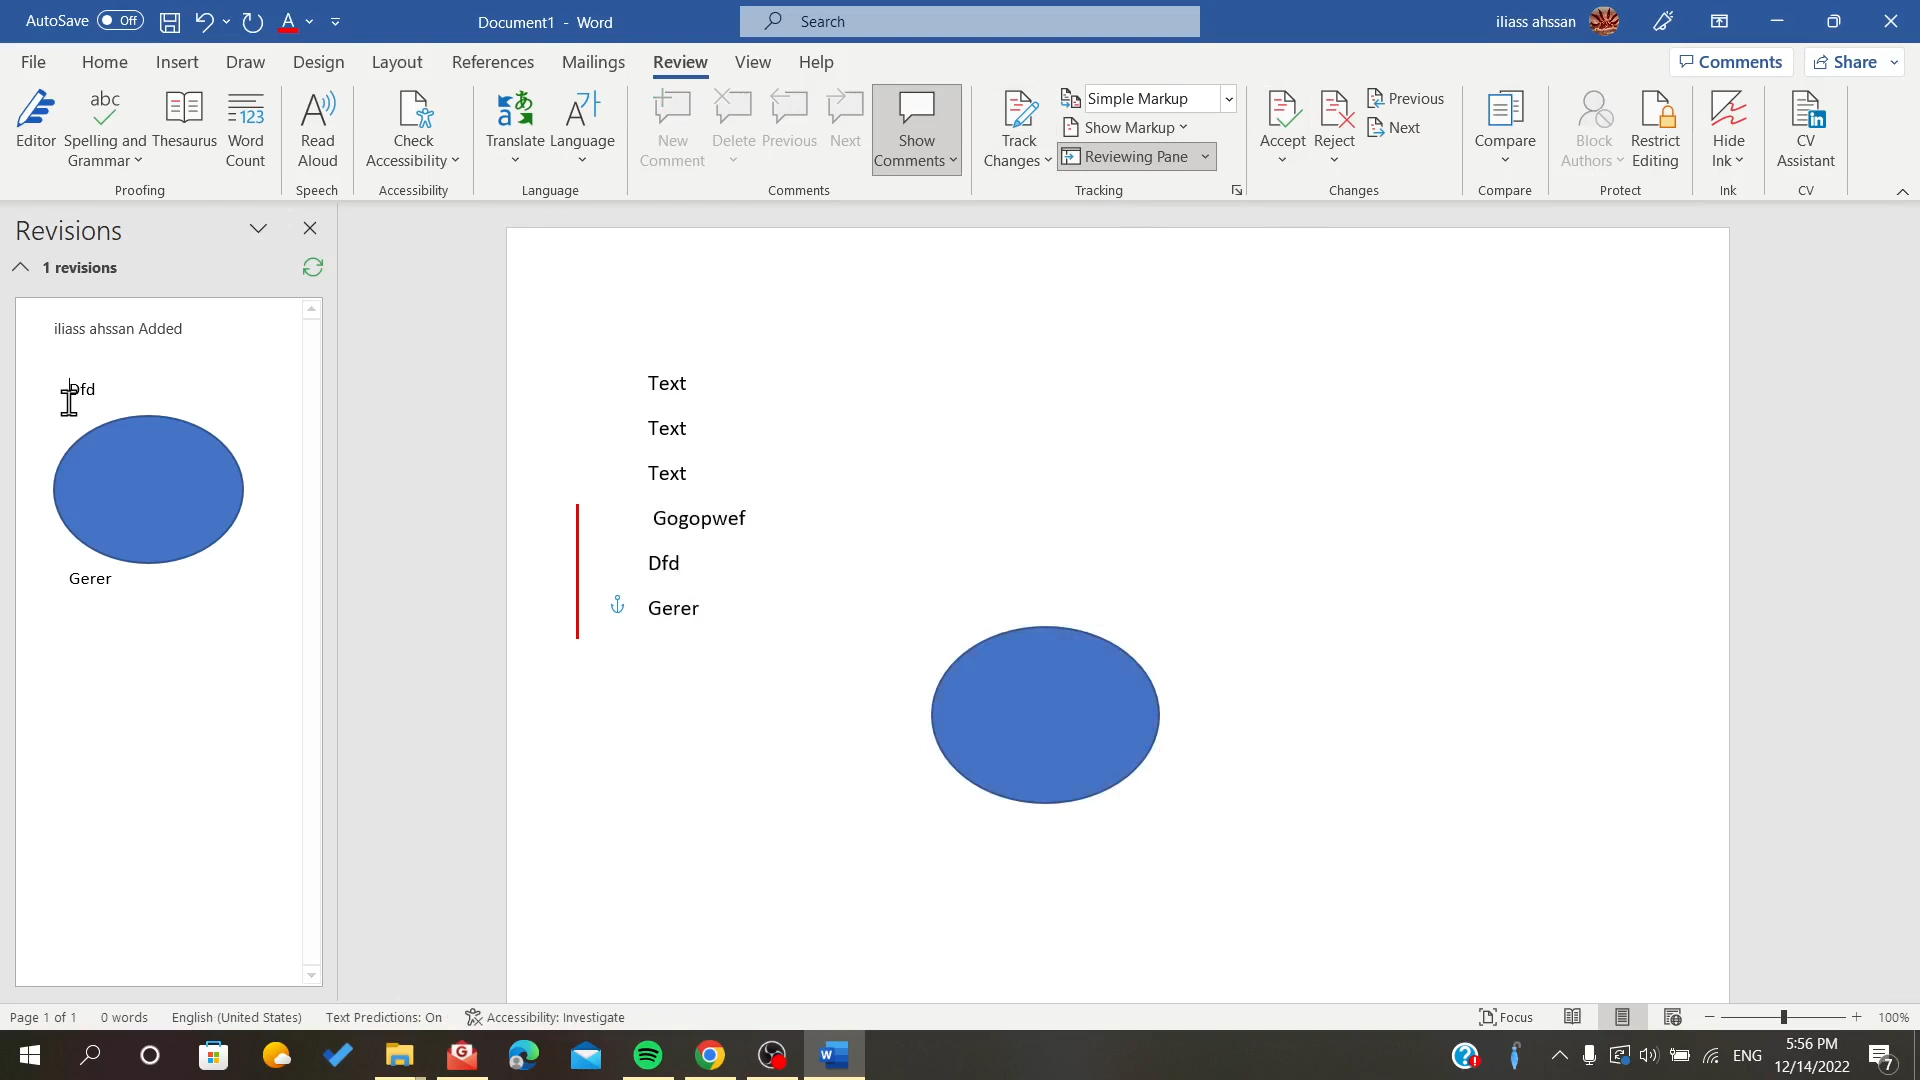 AutoSave Off
Document1 - Word
Search
iliass ahssan
File Home Insert Draw Design Layout References Mailings Review View Help
Comments Share
Editor
Spelling and Grammar
Thesaurus
Word Count
Proofing
Read Aloud
Speech
Check Accessibility
Accessibility
Translate
Language
Language
New Comment
Delete
Previous
Next
Show Comments
Comments
Track Changes
Simple Markup
Show Markup
Reviewing Pane
Tracking
Accept
Reject
Previous
Next
Changes
Compare
Compare
Block Authors
Restrict Editing
Protect
Hide Ink
Ink
CV Assistant
CV
Revisions
1 revisions
iliass ahssan Added
Dfd
Gerer
Text
Text
Text
Gogopwef
Dfd
Gerer
Page 1 of 1 0 words English (United States) Text Predictions: On Accessibility: Investigate Focus 100%
ENG
5:56 PM
12/14/2022
7